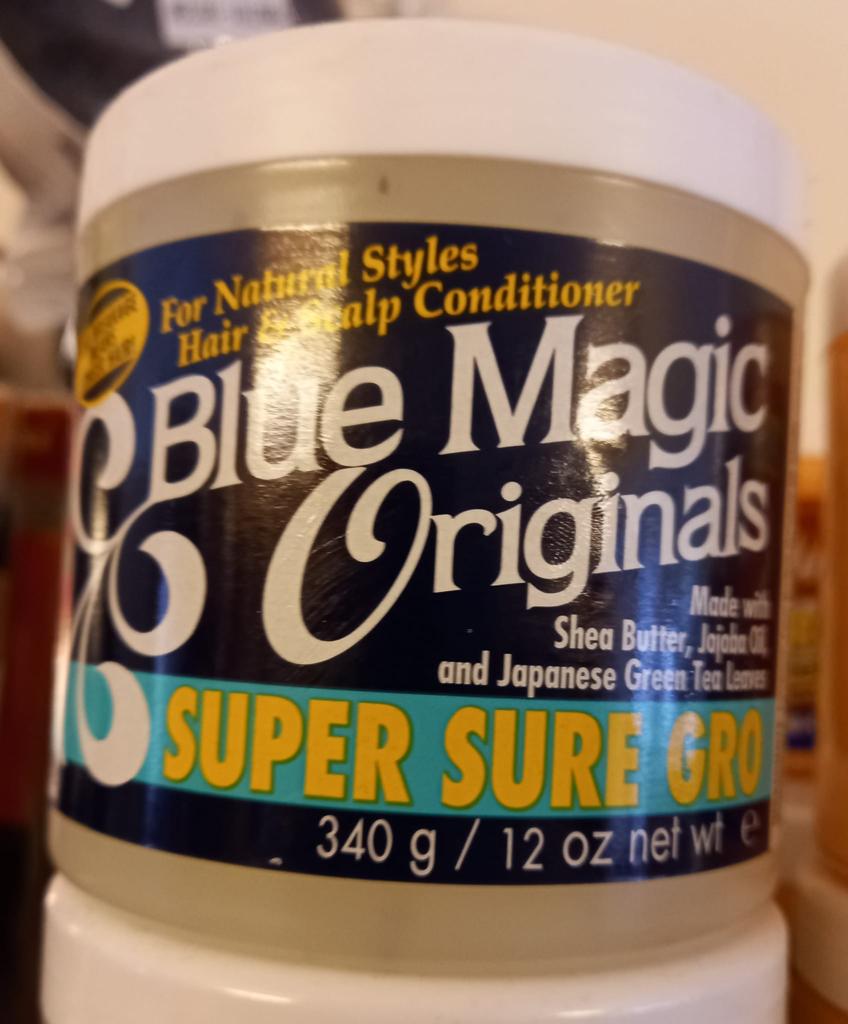 For Natural Styles
Hair & Scalp Conditioner
Blue Magic
Originals
Made with
Shea Butter, Jojoba Oil,
and Japanese Green Tea Leaves
SUPER SURE GRO
340 g / 12 oz net wt e